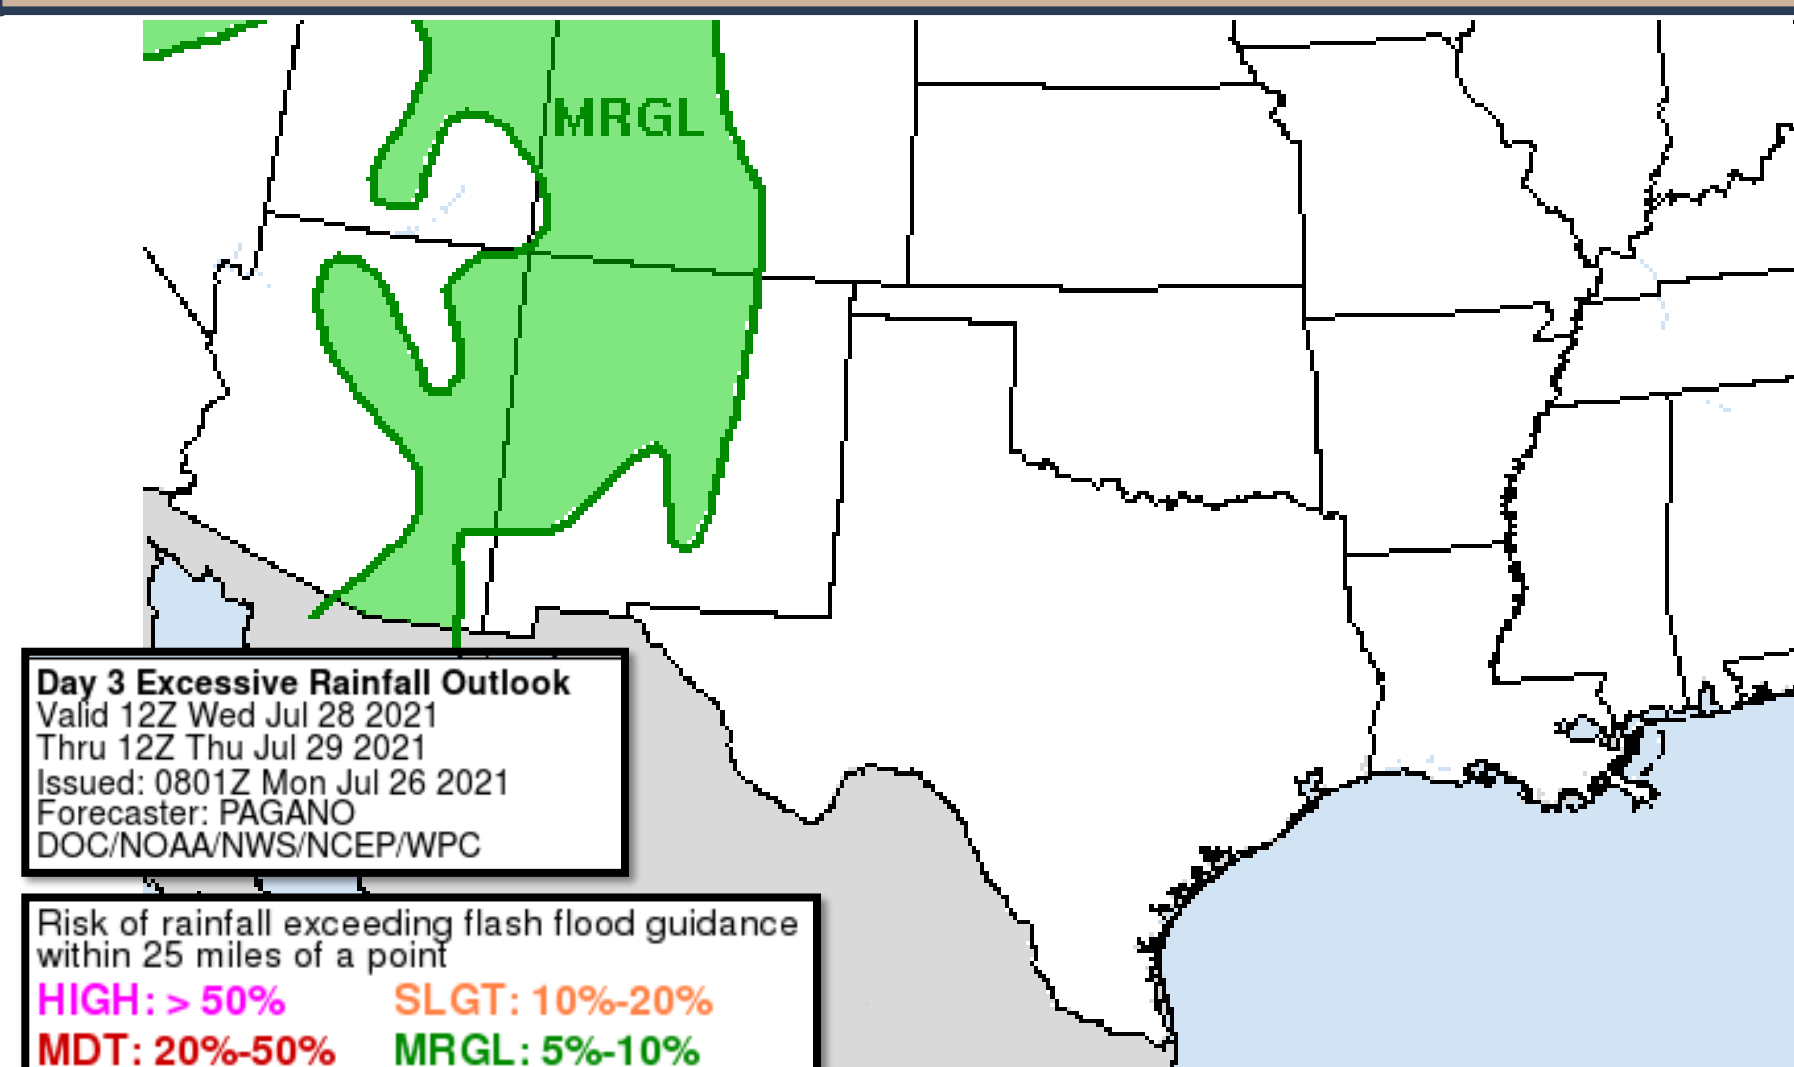 MRGL
Day 3 Excessive Rainfall Outlook
Valid 12Z Wed Jul 28 2021
Thru 12Z Thu Jul 29 2021
Issued: 0801Z Mon Jul 26 2021
Forecaster: PAGANO
DOC/NOAA/NWS/NCEP/WPC
Risk of rainfall exceeding flash flood guidance
within 25 miles of a point
HIGH: > 50% SLGT: 10%-20%
MDT: 20%-50% MRGL: 5%-10%